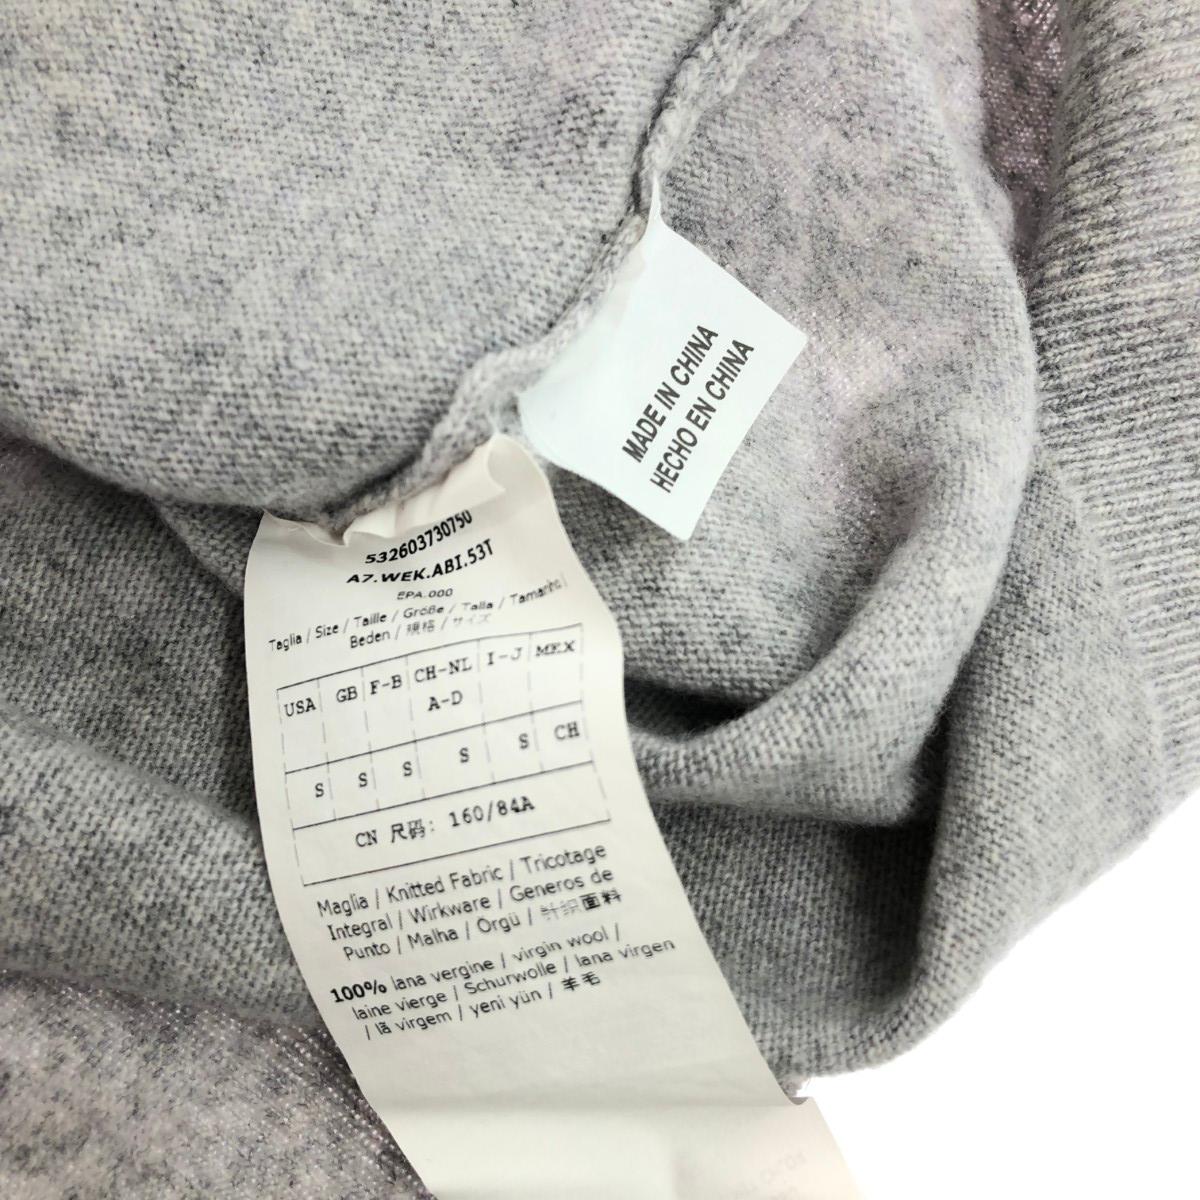 MADE IN CHINA
HECHO EN CHINA
532603730750
A7.WEK.ABI.53T
EPA.000
Taglia / Size / Taille / Größe / Talla / Tamanho /
Beden / 規格 / サイズ
USA GB F-B CH-NL I-J MEX
A-D
S S S S S CH
CN 尺码: 160/84A
Maglia / Knitted Fabric / Tricotage
Integral / Wirkware / Generos de
Punto / Malha / Örgü / 针织面料
100% lana vergine / virgin wool /
laine vierge / Schurwolle / lana virgen
/ lã virgem / yeni yün / 羊毛